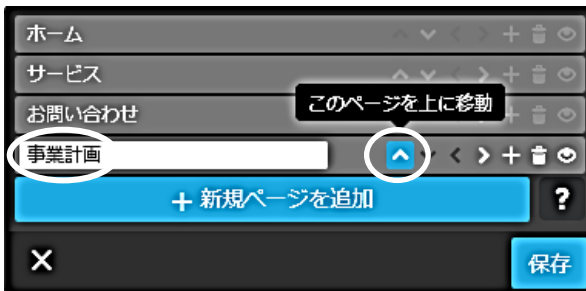 ホーム
サービス
お問い合わせ
このページを上に移動
事業計画
+ 新規ページを追加
?
保存